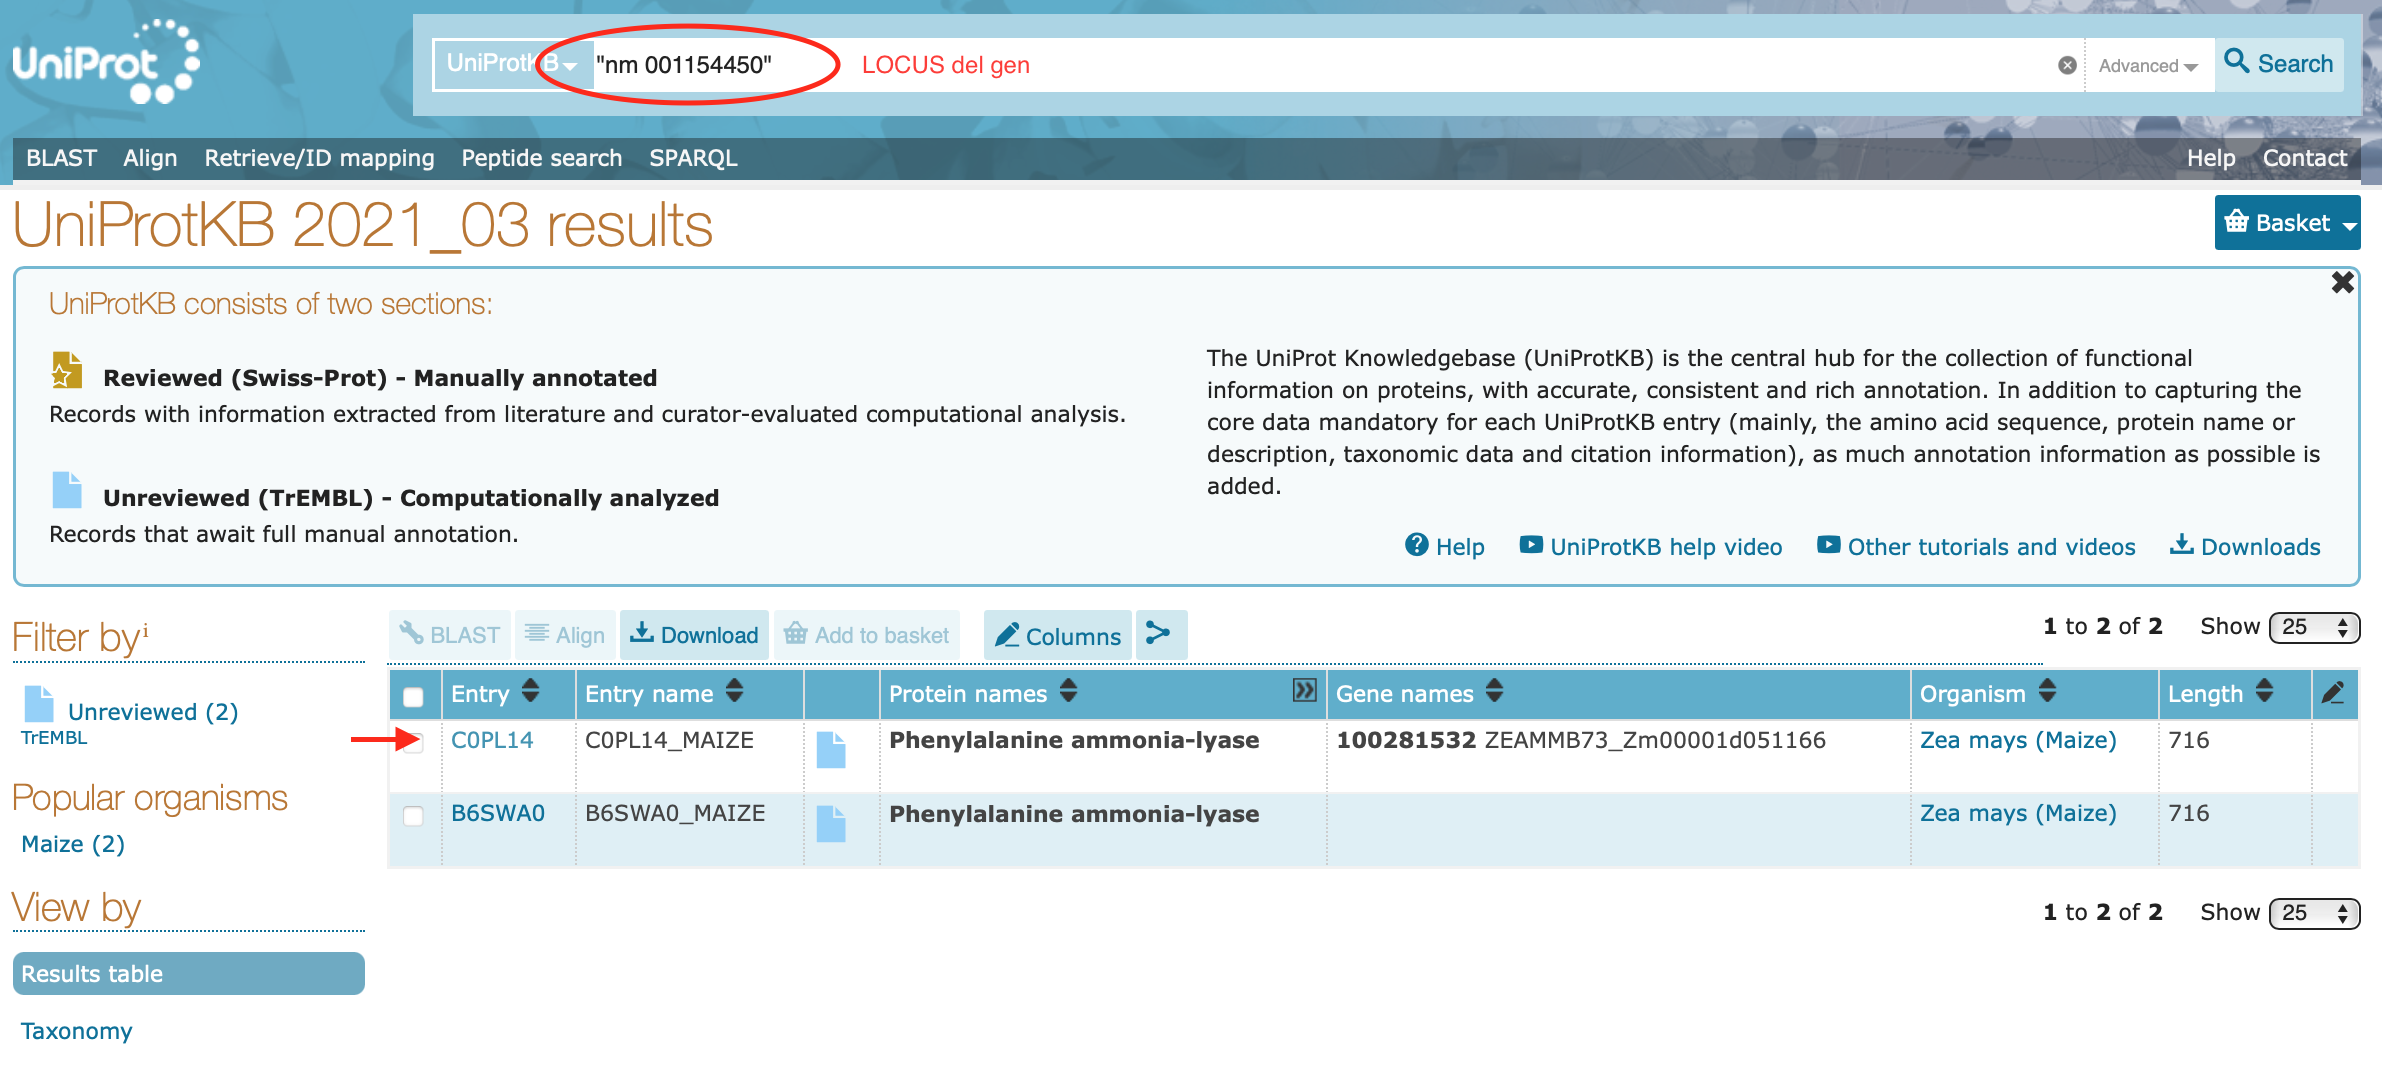 UniProt
UniProtKB "nm 001154450" LOCUS del gen Advanced Search
BLAST Align Retrieve/ID mapping Peptide search SPARQL Help Contact
UniProtKB 2021_03 results
Basket
UniProtKB consists of two sections:
Reviewed (Swiss-Prot) - Manually annotated
Records with information extracted from literature and curator-evaluated computational analysis.
Unreviewed (TrEMBL) - Computationally analyzed
Records that await full manual annotation.
The UniProt Knowledgebase (UniProtKB) is the central hub for the collection of functional
information on proteins, with accurate, consistent and rich annotation. In addition to capturing the
core data mandatory for each UniProtKB entry (mainly, the amino acid sequence, protein name or
description, taxonomic data and citation information), as much annotation information as possible is
added.
Help UniProtKB help video Other tutorials and videos Downloads
Filter by i
Unreviewed (2)
TrEMBL
Popular organisms
Maize (2)
View by
Results table
Taxonomy
BLAST Align Download Add to basket Columns
1 to 2 of 2 Show 25
Entry Entry name Protein names Gene names Organism Length
C0PL14 C0PL14_MAIZE Phenylalanine ammonia-lyase 100281532 ZEAMMB73_Zm00001d051166 Zea mays (Maize) 716
B6SWA0 B6SWA0_MAIZE Phenylalanine ammonia-lyase Zea mays (Maize) 716
1 to 2 of 2 Show 25